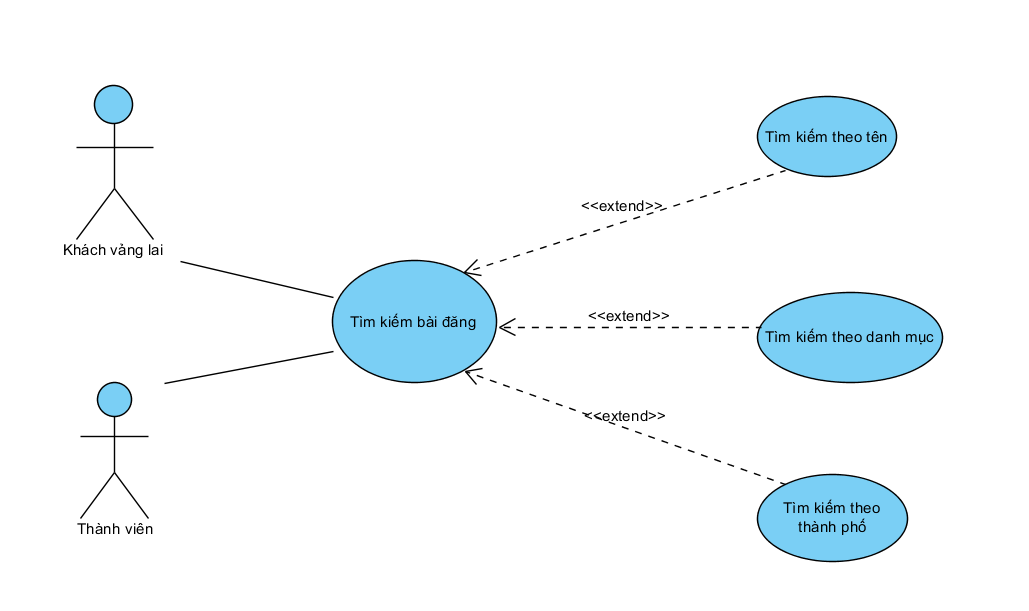 Tìm kiếm theo tên
<<extend>>
Khách vảng lai
Tìm kiếm bài đăng
<<extend>>
Tìm kiếm theo danh mục
<<extend>>
Tìm kiếm theo
thành phố
Thành viên